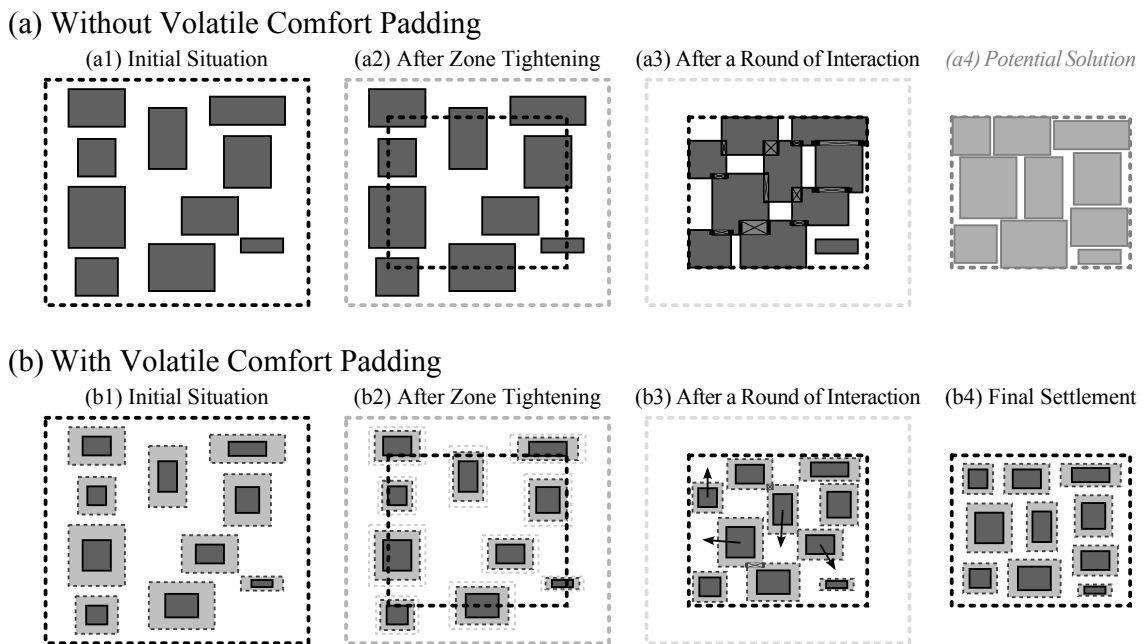 (a) Without Volatile Comfort Padding
(a1) Initial Situation
(a2) After Zone Tightening
(a3) After a Round of Interaction
(a4) Potential Solution
(b) With Volatile Comfort Padding
(b1) Initial Situation
(b2) After Zone Tightening
(b3) After a Round of Interaction
(b4) Final Settlement